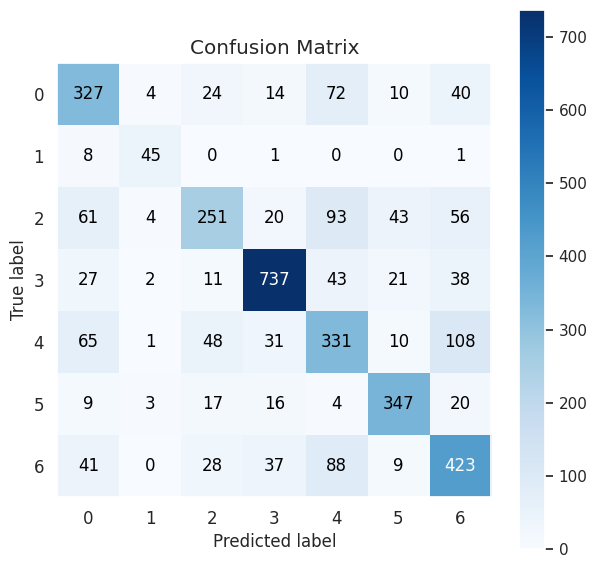 Confusion Matrix
0 327 4 24 14 72 10 40
1 8 45 0 1 0 0 1
2 61 4 251 20 93 43 56
3 27 2 11 737 43 21 38
4 65 1 48 31 331 10 108
5 9 3 17 16 4 347 20
6 41 0 28 37 88 9 423
0 1 2 3 4 5 6
Predicted label
True label
700
600
500
400
300
200
100
0